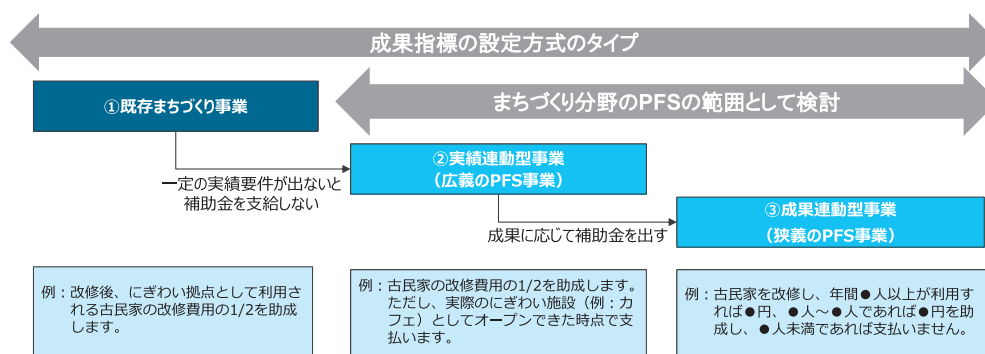 成果指標の設定方式のタイプ
①既存まちづくり事業
まちづくり分野のPFSの範囲として検討
一定の実績要件が出ないと
補助金を支給しない
②実績連動型事業
（広義のPFS事業）
成果に応じて補助金を出す
③成果連動型事業
（狭義のPFS事業）
例：改修後、にぎわい拠点として利用さ
れる古民家の改修費用の1/2を助成
します。
例：古民家の改修費用の1/2を助成します。
ただし、実際のにぎわい施設（例：カ
フェ）としてオープンできた時点で支
払います。
例：古民家を改修し、年間●人以上が利用す
れば●円、●人～●人であれば●円を助
成し、●人未満であれば支払いません。